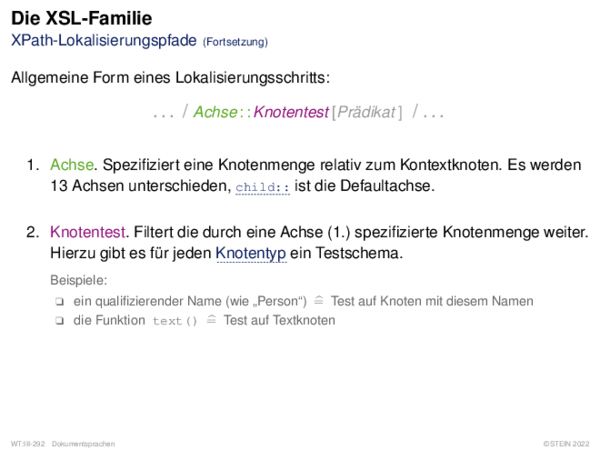 Die XSL-Familie
XPath-Lokalisierungspfade (Fortsetzung)
Allgemeine Form eines Lokalisierungsschritts:
. . . / Achse::Knotentest[Prädikat] / . . .
1. Achse. Spezifiziert eine Knotenmenge relativ zum Kontextknoten. Es werden
13 Achsen unterschieden, child:: ist die Defaultachse.
2. Knotentest. Filtert die durch eine Achse (1.) spezifizierte Knotenmenge weiter.
Hierzu gibt es für jeden Knotentyp ein Testschema.
Beispiele:
❑ ein qualifizierender Name (wie „Person“) ≙ Test auf Knoten mit diesem Namen
❑ die Funktion text() ≙ Test auf Textknoten
WT:III-292 Dokumentsprachen
©STEIN 2022